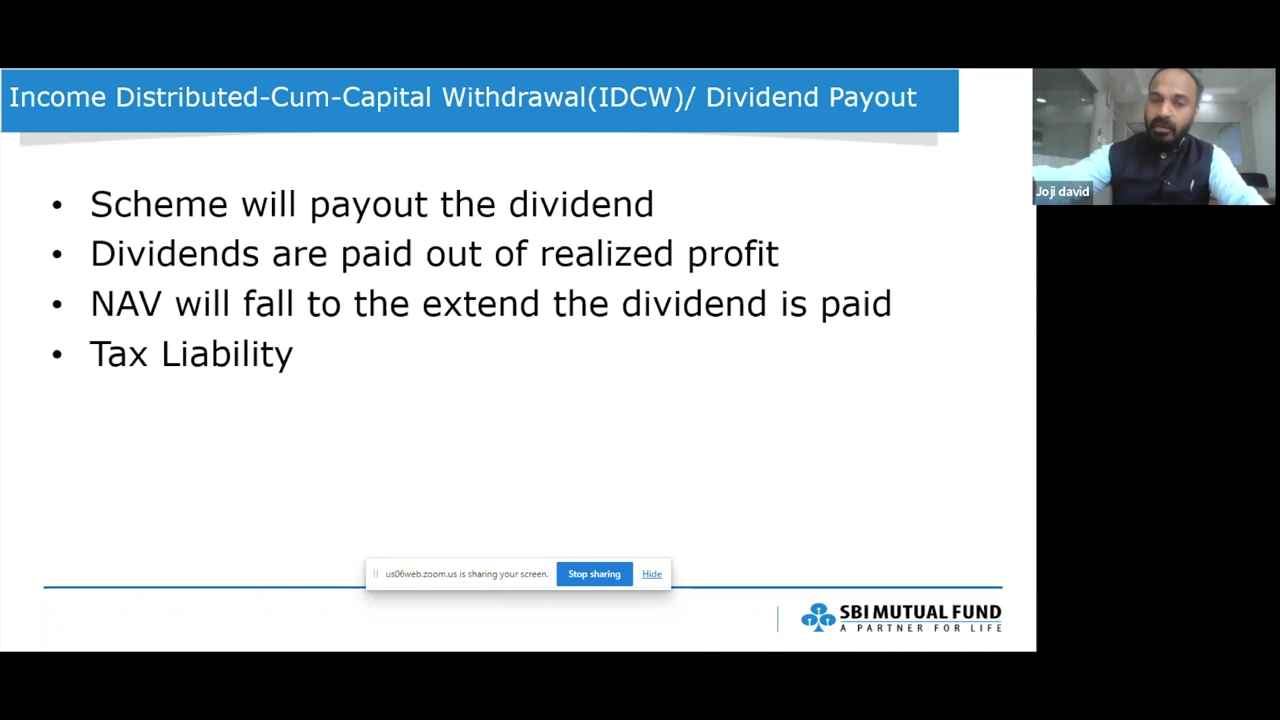 Income Distributed-Cum-Capital Withdrawal(IDCW)/ Dividend Payout
• Scheme will payout the dividend
• Dividends are paid out of realized profit
• NAV will fall to the extend the dividend is paid
• Tax Liability
Joji david
us06web.zoom.us is sharing your screen. Stop sharing Hide
SBI MUTUAL FUND
A PARTNER FOR LIFE